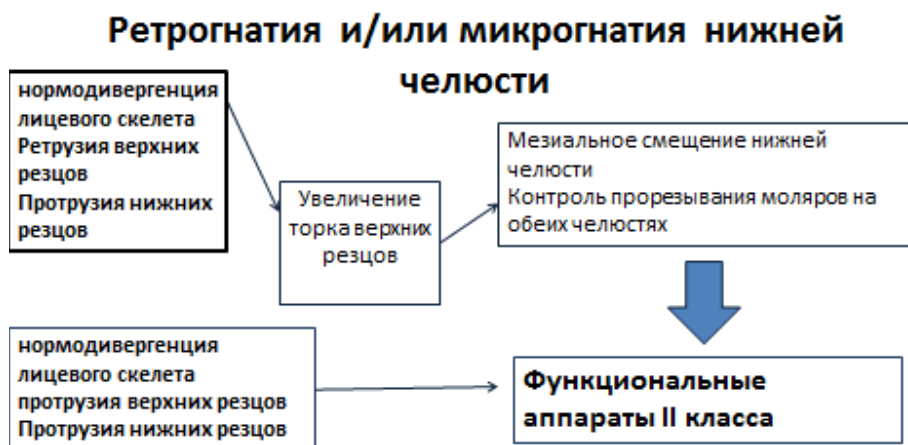 Ретрогнатия и/или микрогнатия нижней
челюсти
нормодивергенция
лицевого скелета
Ретрузия верхних
резцов
Протрузия нижних
резцов
Увеличение
торка верхних
резцов
Мезиальное смещение нижней
челюсти
Контроль прорезывания моляров на
обеих челюстях
нормодивергенция
лицевого скелета
протрузия верхних резцов
Протрузия нижних резцов
Функциональные
аппараты II класса